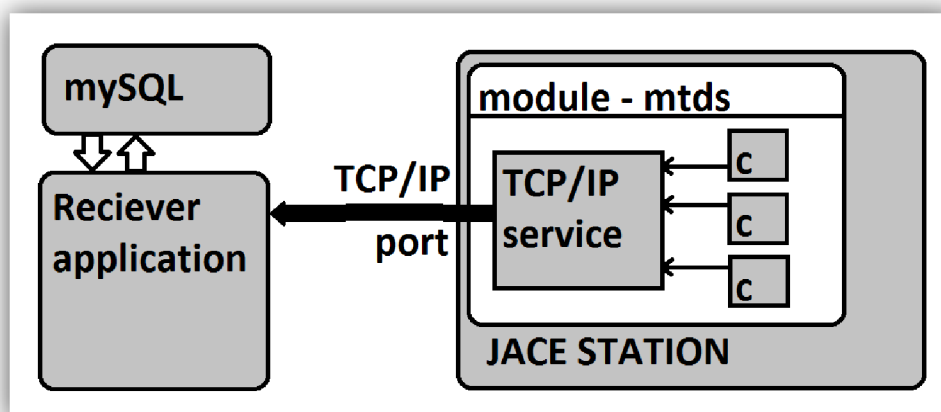 mySQL
Reciever
application
TCP/IP
port
module - mtds
TCP/IP
service
c
c
c
JACE STATION